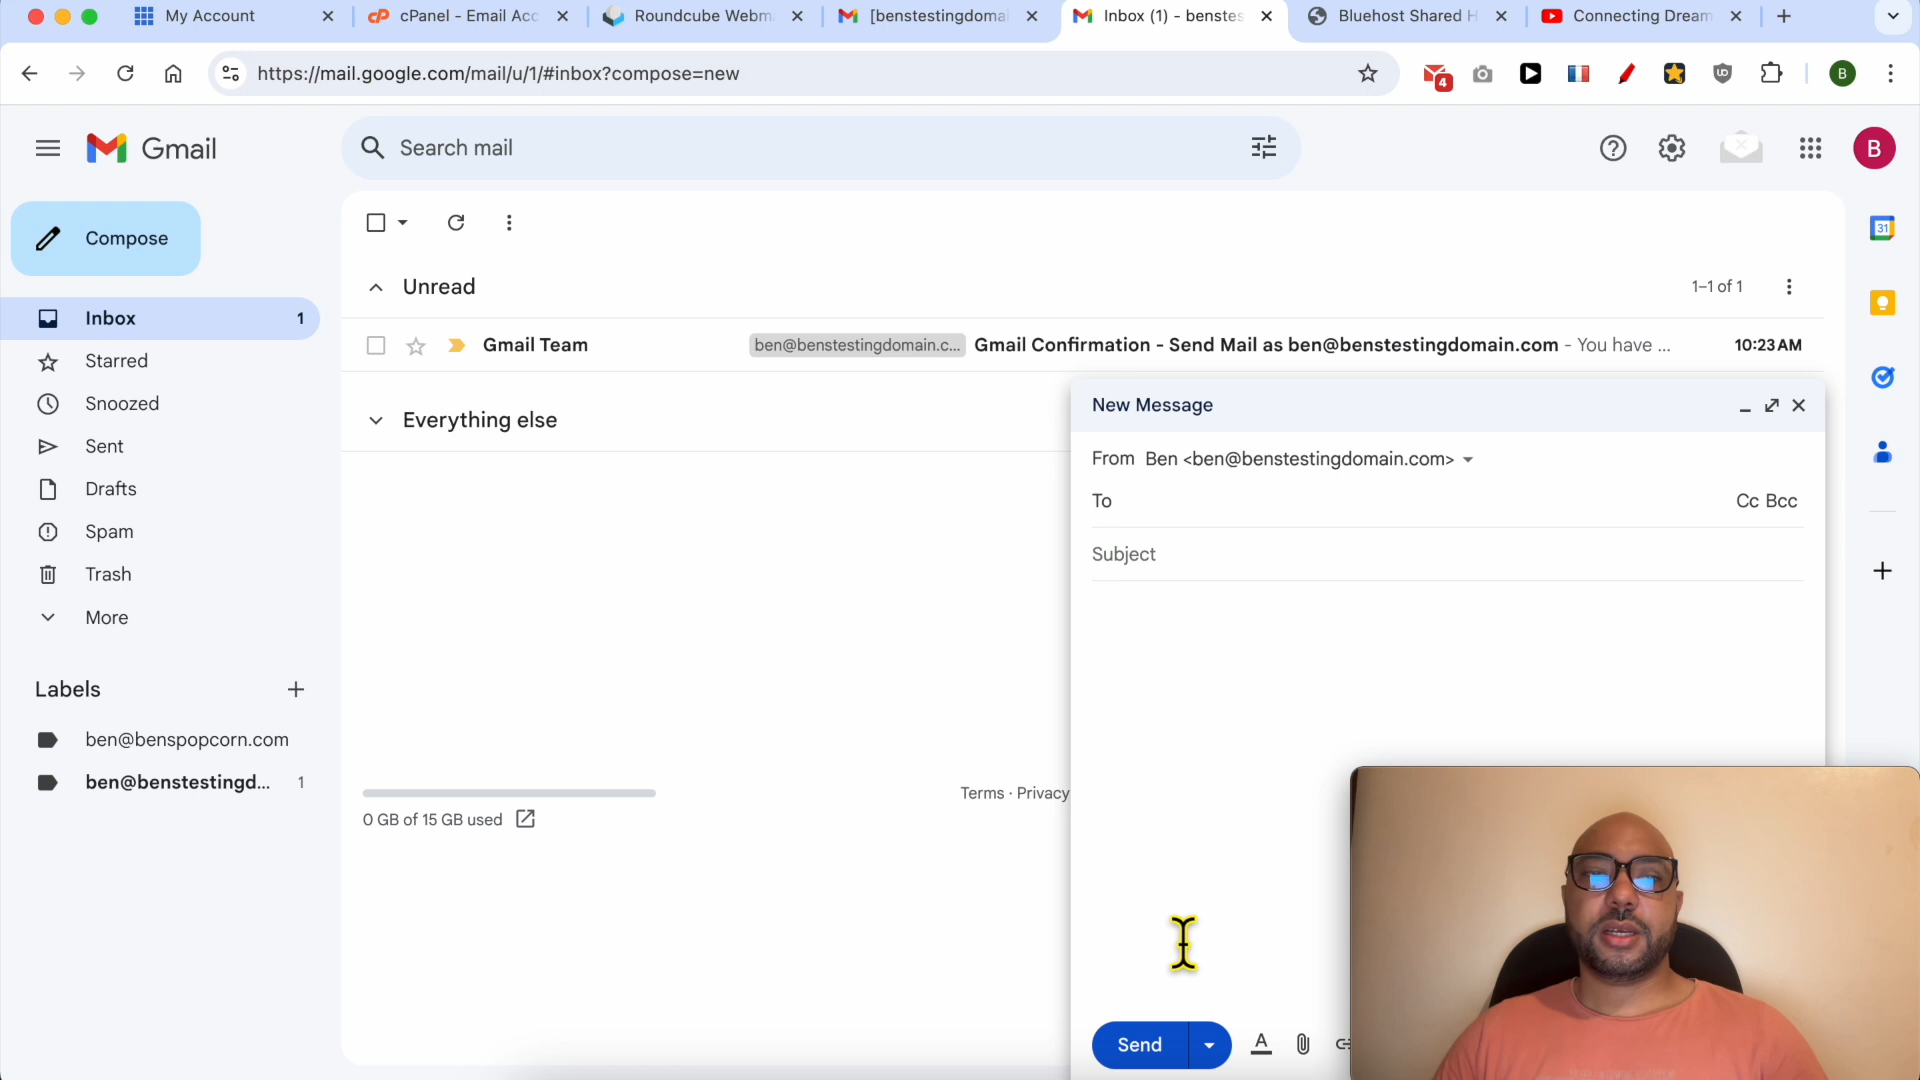 My Account
cPanel - Email Acc
Roundcube Webm
[benstestingdomai
Inbox (1) - benstes
Bluehost Shared H
Connecting Dream
https://mail.google.com/mail/u/1/#inbox?compose=new
4
B
Gmail
Search mail
B
Compose
Unread
1–1 of 1
31
Inbox 1
Gmail Team ben@benstestingdomain.c... Gmail Confirmation - Send Mail as ben@benstestingdomain.com - You have ... 10:23 AM
Starred
Snoozed
Everything else
New Message
Sent
From Ben <ben@benstestingdomain.com>
Drafts
To Cc Bcc
Spam
Subject
Trash
More
Labels
ben@benspopcorn.com
ben@benstestingd... 1
Terms · Privacy
0 GB of 15 GB used
Send